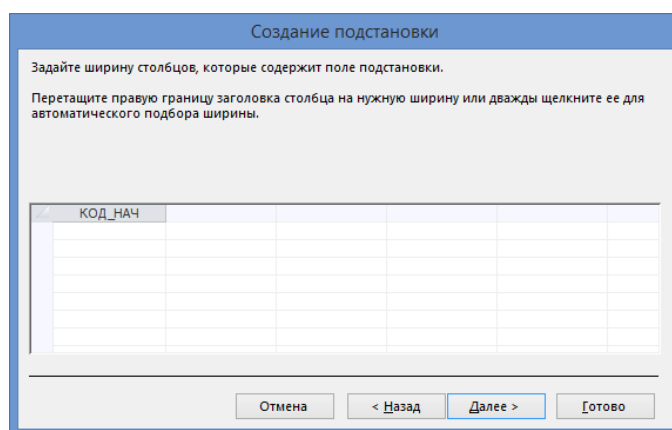 Создание подстановки
Задайте ширину столбцов, которые содержит поле подстановки.
Перетащите правую границу заголовка столбца на нужную ширину или дважды щелкните ее для
автоматического подбора ширины.
КОД_НАЧ
Отмена
< Назад
Далее >
Готово